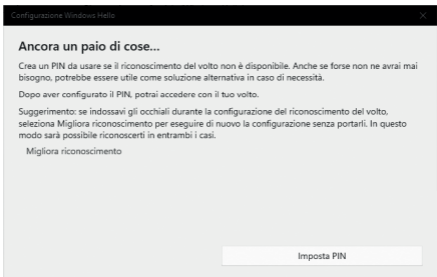 Configurazione Windows Hello
Ancora un paio di cose...
Crea un PIN da usare se il riconoscimento del volto non è disponibile. Anche se forse non ne avrai mai
bisogno, potrebbe essere utile come soluzione alternativa in caso di necessità.
Dopo aver configurato il PIN, potrai accedere con il tuo volto.
Suggerimento: se indossavi gli occhiali durante la configurazione del riconoscimento del volto,
seleziona Migliora riconoscimento per eseguire di nuovo la configurazione senza portarli. In questo
modo sarà possibile riconoscerti in entrambi i casi.
Migliora riconoscimento
Imposta PIN